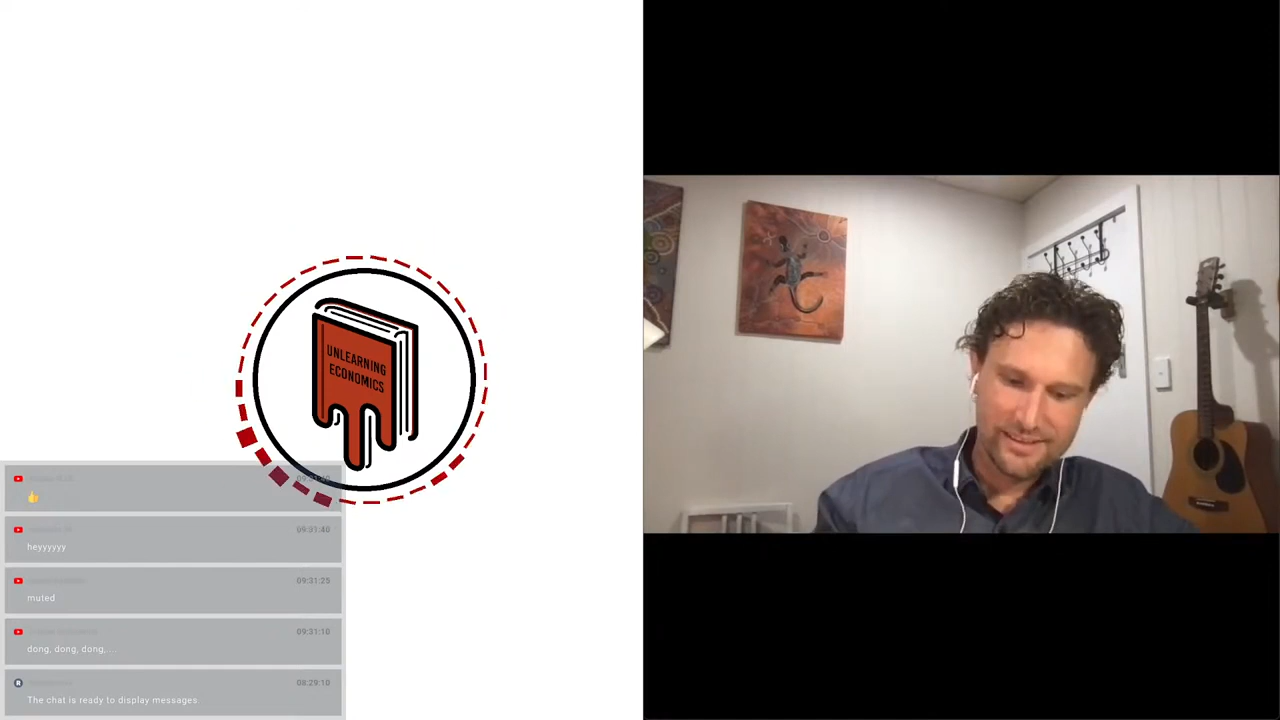 UNLEARNING
ECONOMICS
👍
09:31:40
heyyyyyy
09:31:25
muted
09:31:10
dong, dong, dong,....
08:29:10
The chat is ready to display messages.